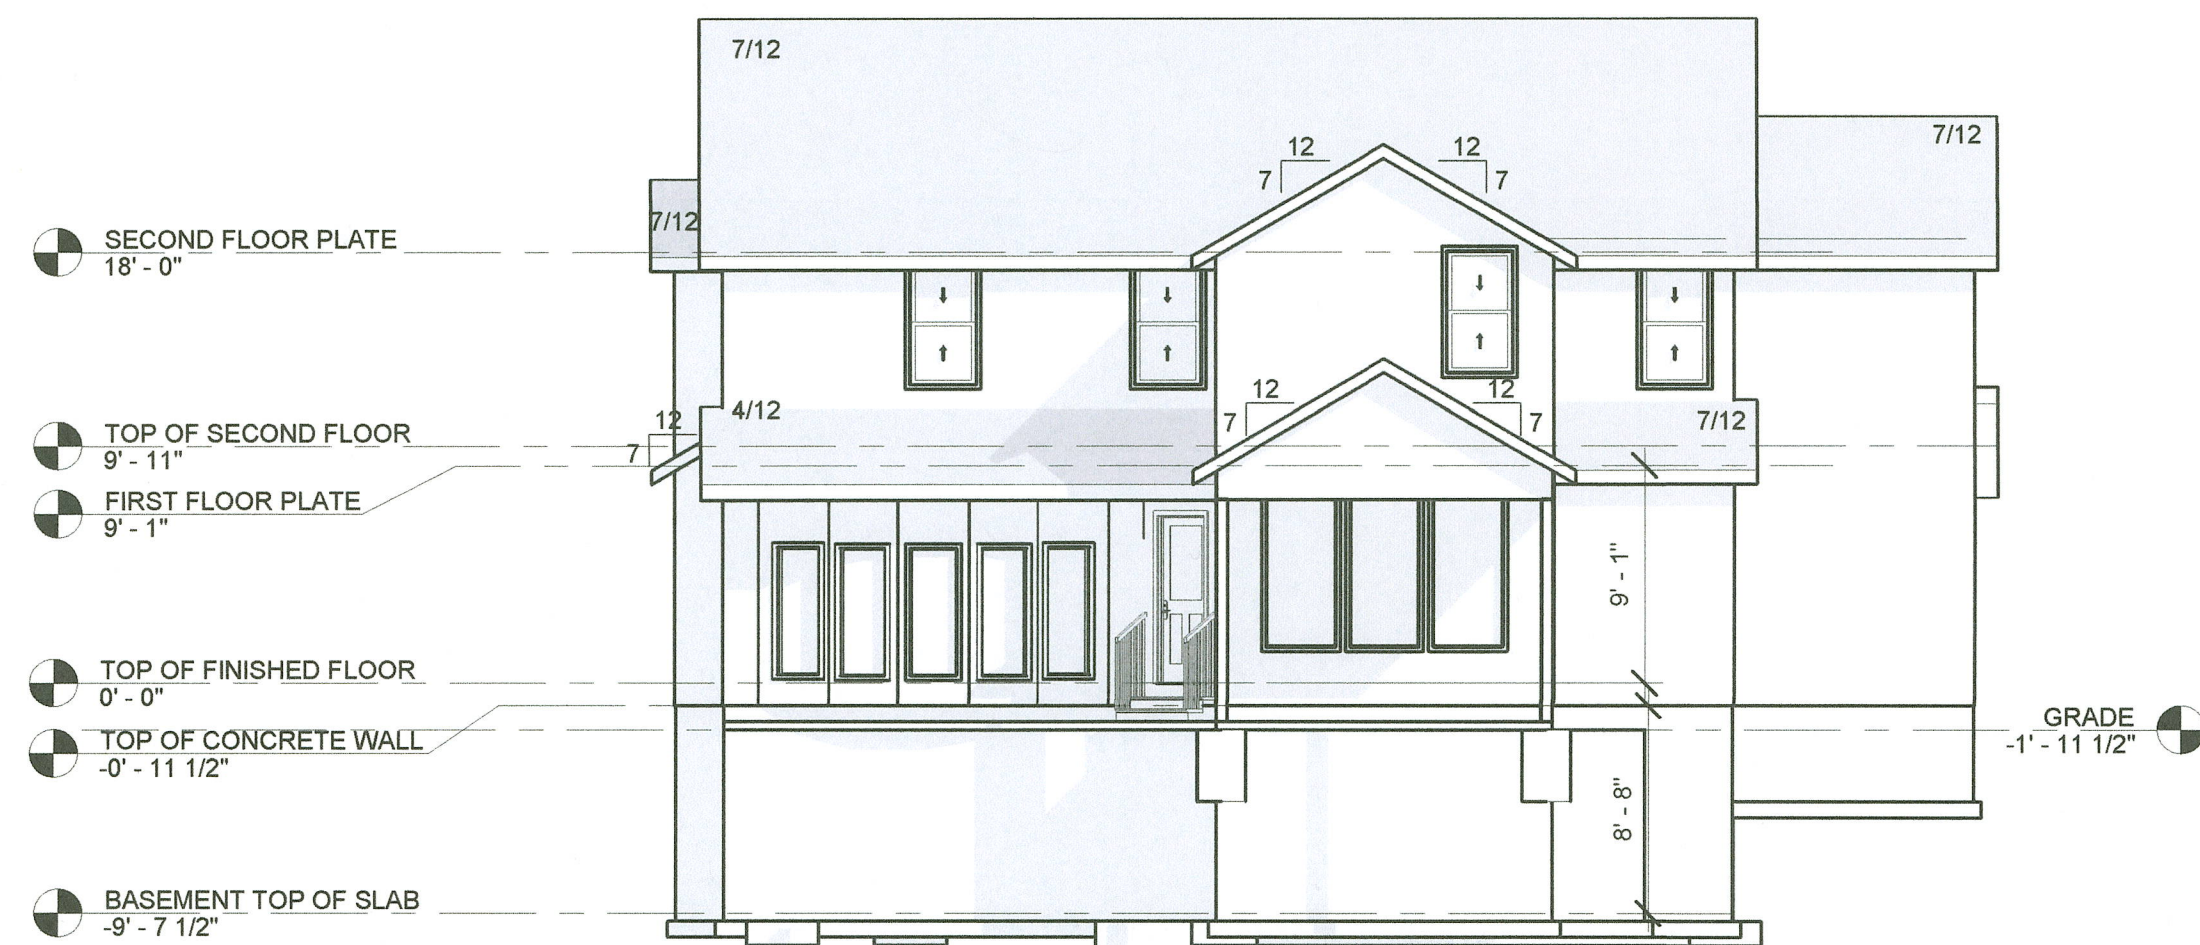 7/12
7/12
12
12
7
7
7/12
SECOND FLOOR PLATE
18' - 0"
12
12
4/12
7
7
7/12
12
7
TOP OF SECOND FLOOR
9' - 11"
FIRST FLOOR PLATE
9' - 1"
9' - 1"
TOP OF FINISHED FLOOR
0' - 0"
TOP OF CONCRETE WALL
-0' - 11 1/2"
GRADE
-1' - 11 1/2"
8' - 8"
BASEMENT TOP OF SLAB
-9' - 7 1/2"